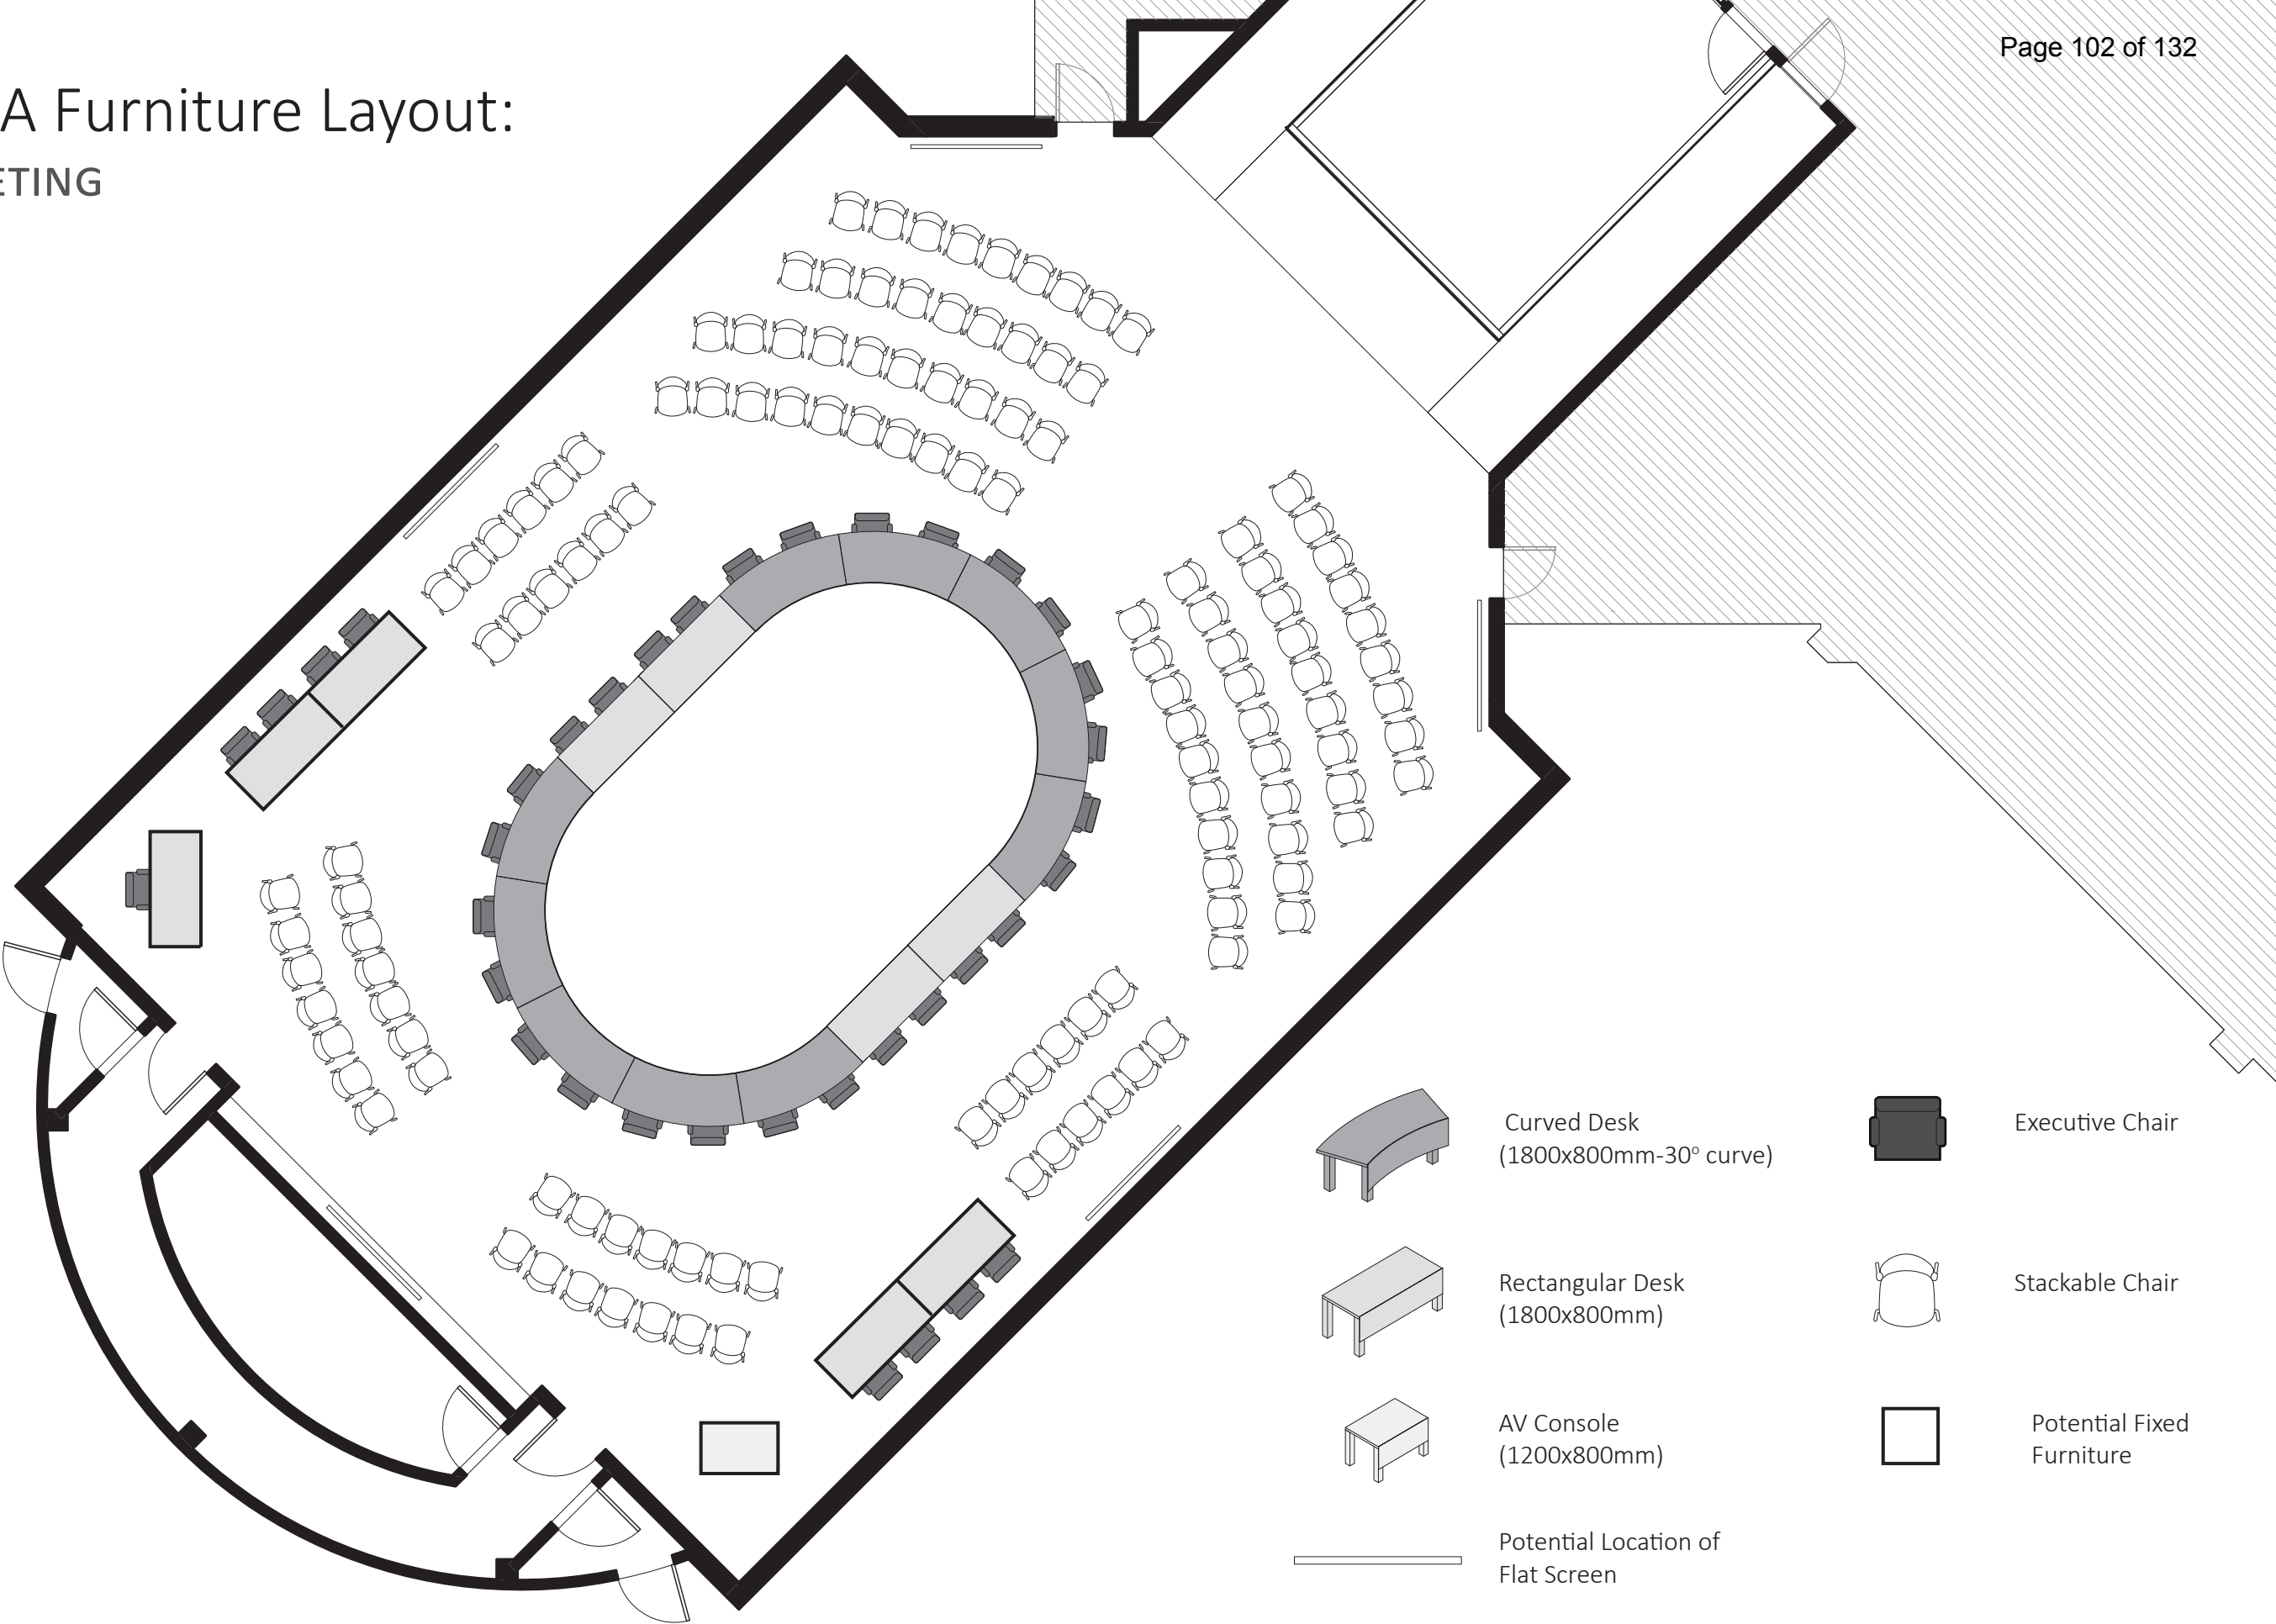 Page 102 of 132
A Furniture Layout:
ETING
Curved Desk
(1800x800mm-30º curve)
Executive Chair
Rectangular Desk
(1800x800mm)
Stackable Chair
AV Console
(1200x800mm)
Potential Fixed
Furniture
Potential Location of
Flat Screen